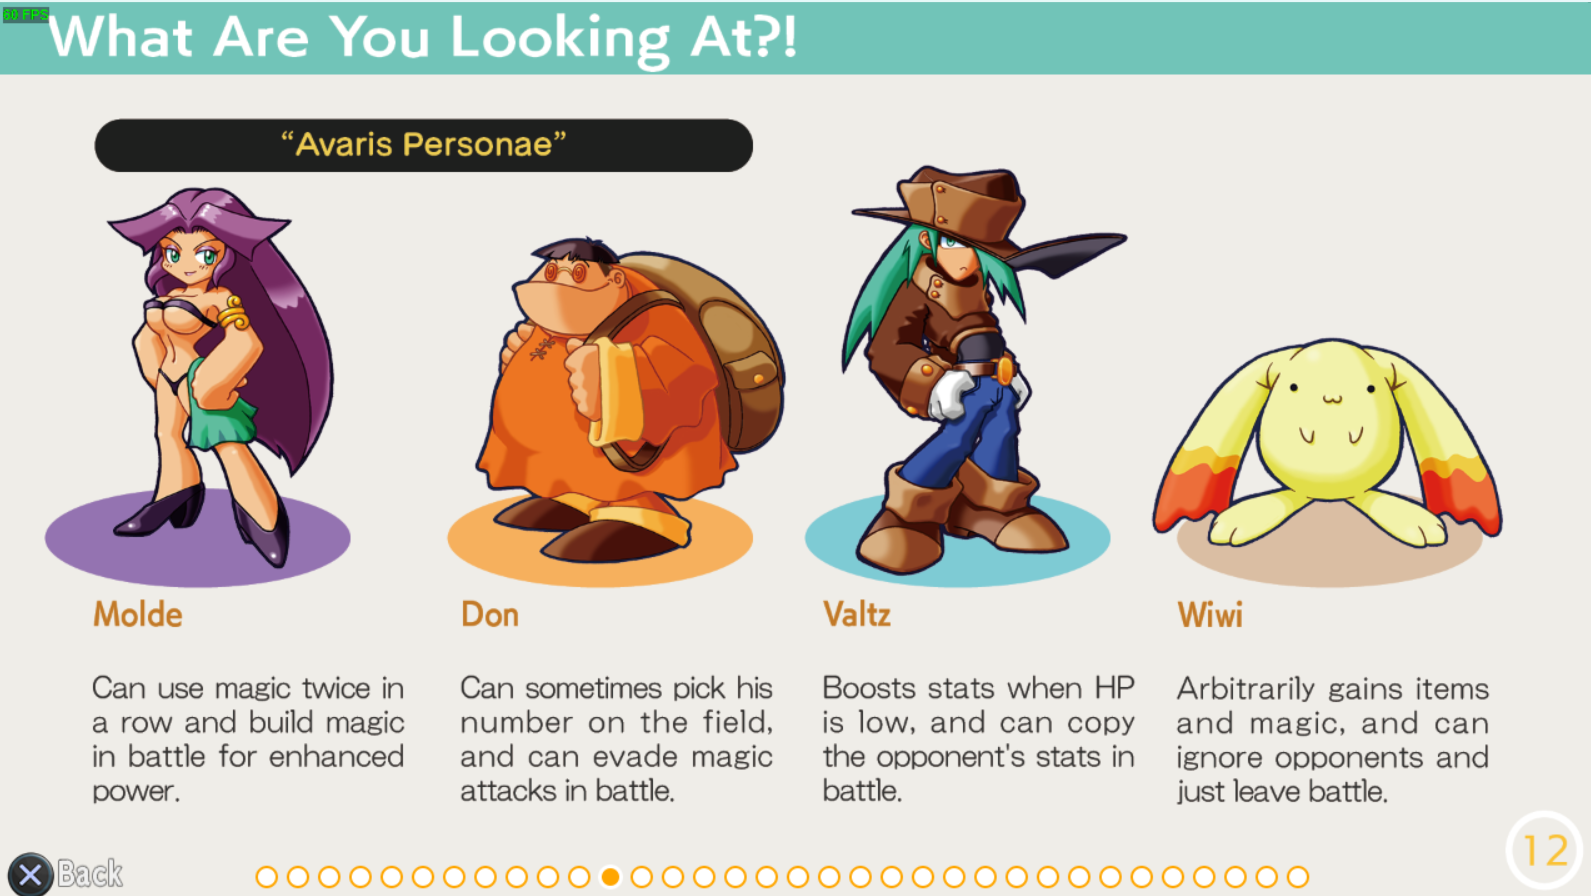 60 FPS
What Are You Looking At?!
“Avaris Personae”
Molde
Can use magic twice in
a row and build magic
in battle for enhanced
power.
Don
Can sometimes pick his
number on the field,
and can evade magic
attacks in battle.
Valtz
Boosts stats when HP
is low, and can copy
the opponent's stats in
battle.
Wiwi
Arbitrarily gains items
and magic, and can
ignore opponents and
just leave battle.
12
Back